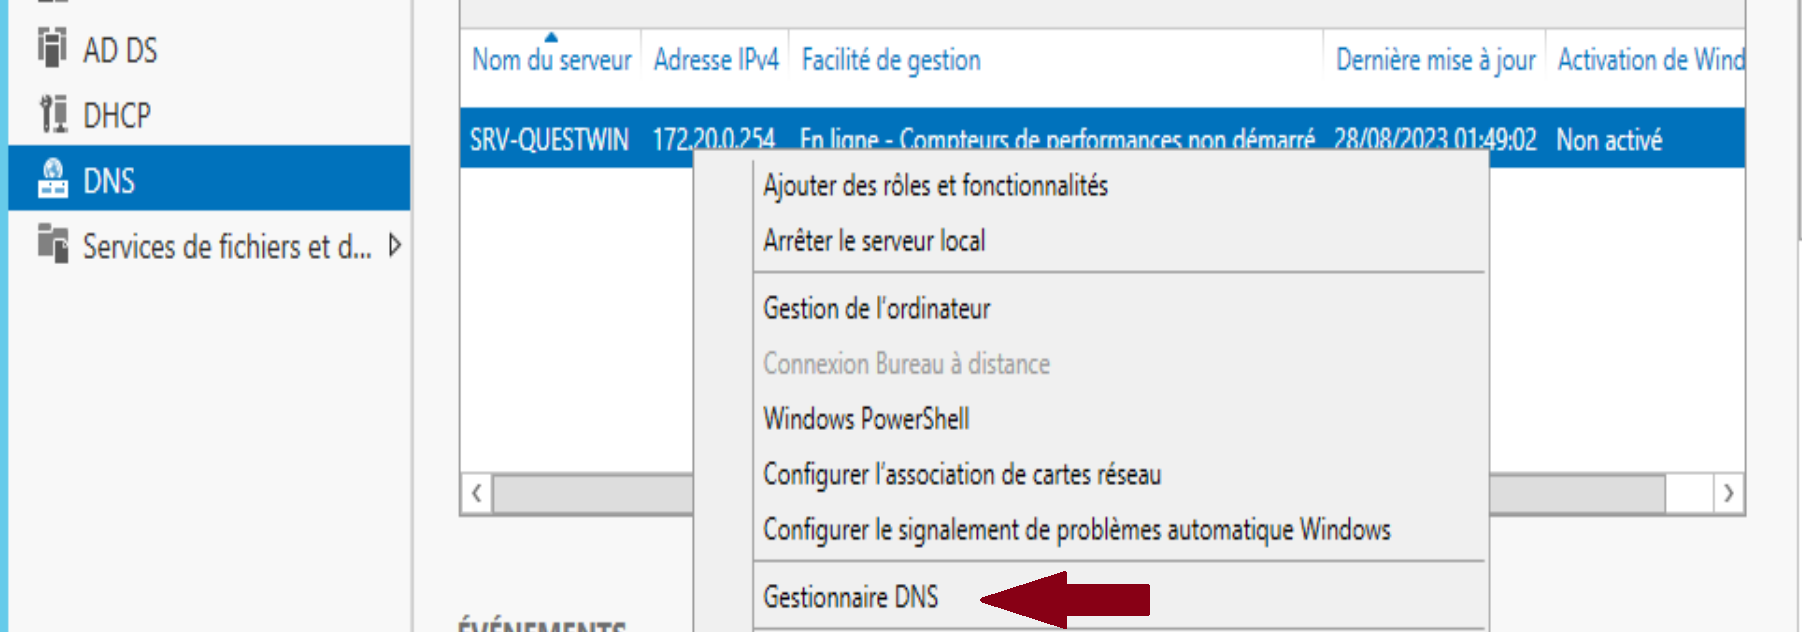 AD DS
DHCP
DNS
Services de fichiers et d...
Nom du serveur Adresse IPv4 Facilité de gestion Dernière mise à jour Activation de Wind
SRV-QUESTWIN 172.20.0.254 En ligne - Compteurs de performances non démarré 28/08/2023 01:49:02 Non activé
Ajouter des rôles et fonctionnalités
Arrêter le serveur local
Gestion de l'ordinateur
Connexion Bureau à distance
Windows PowerShell
Configurer l'association de cartes réseau
Configurer le signalement de problèmes automatique Windows
Gestionnaire DNS
ÉVÉNEMENTS